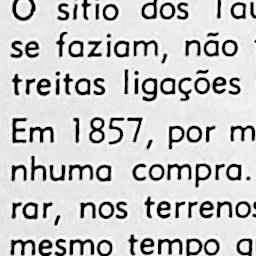 O sítio dos
se faziam, não
treitas ligações
Em 1857, por
nhuma compra.
rar, nos terrenos
mesmo tempo